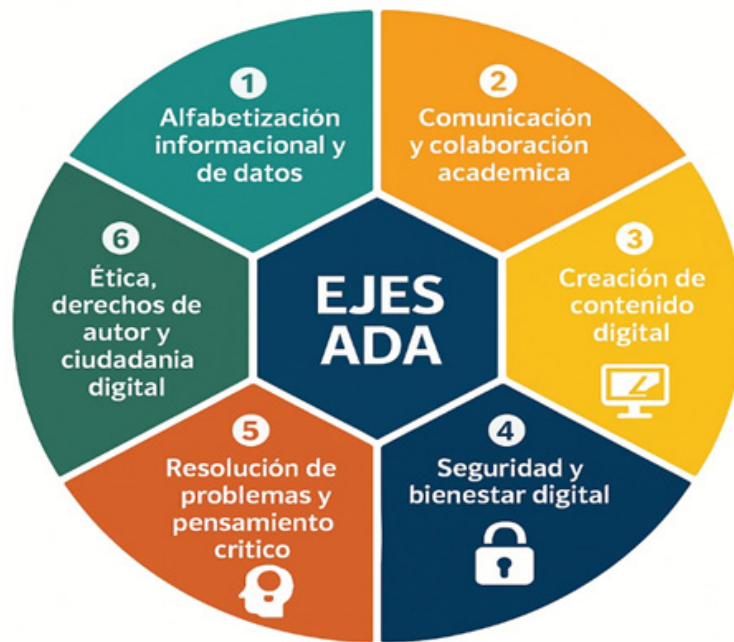 EJES
ADA
1
Alfabetización
informacional y
de datos
2
Comunicación
y colaboración
academica
3
Creación de
contenido
digital
4
Seguridad y
bienestar digital
5
Resolución de
problemas y
pensamiento
critico
6
Ética,
derechos de
autor y
ciudadania
digital